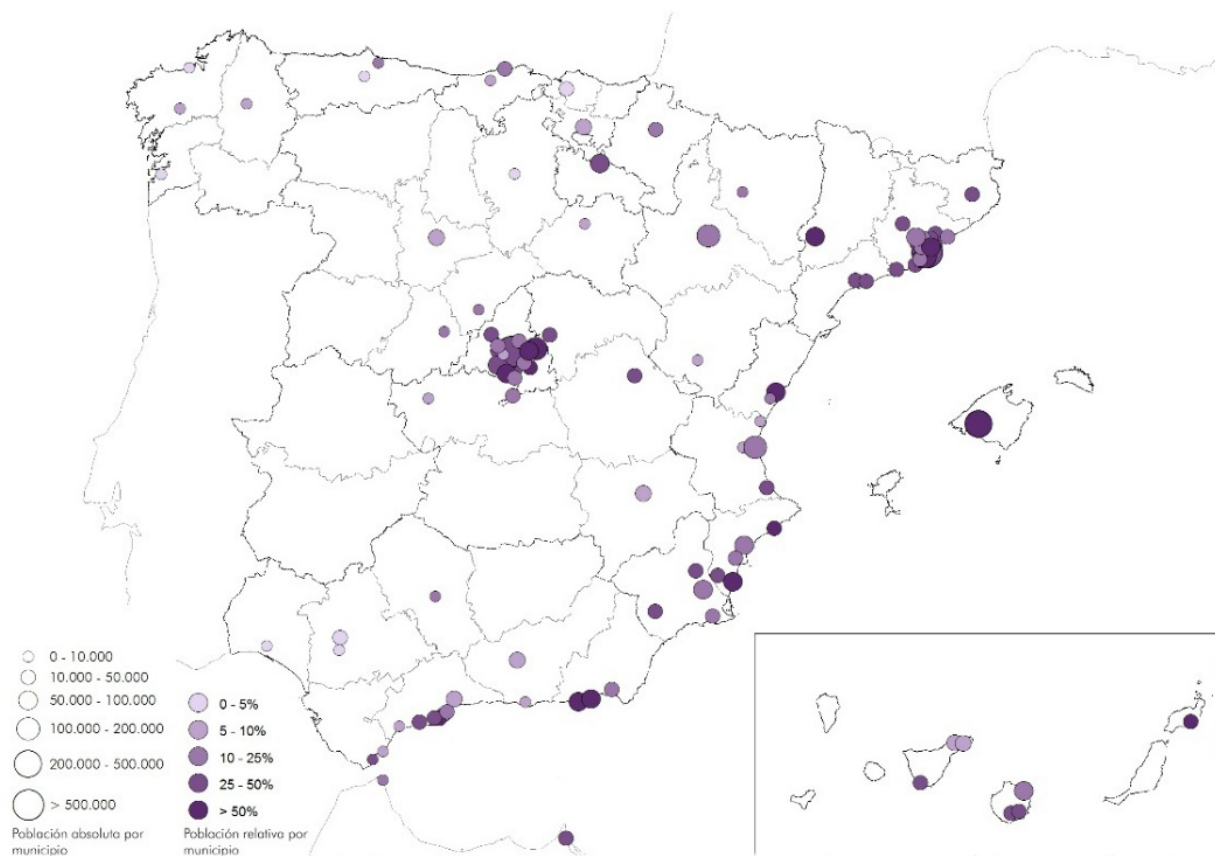 0 - 10.000
10.000 - 50.000
50.000 - 100.000
100.000 - 200.000
200.000 - 500.000
> 500.000
Población absoluta por
municipio
0 - 5%
5 - 10%
10 - 25%
25 - 50%
> 50%
Población relativa por
municipio